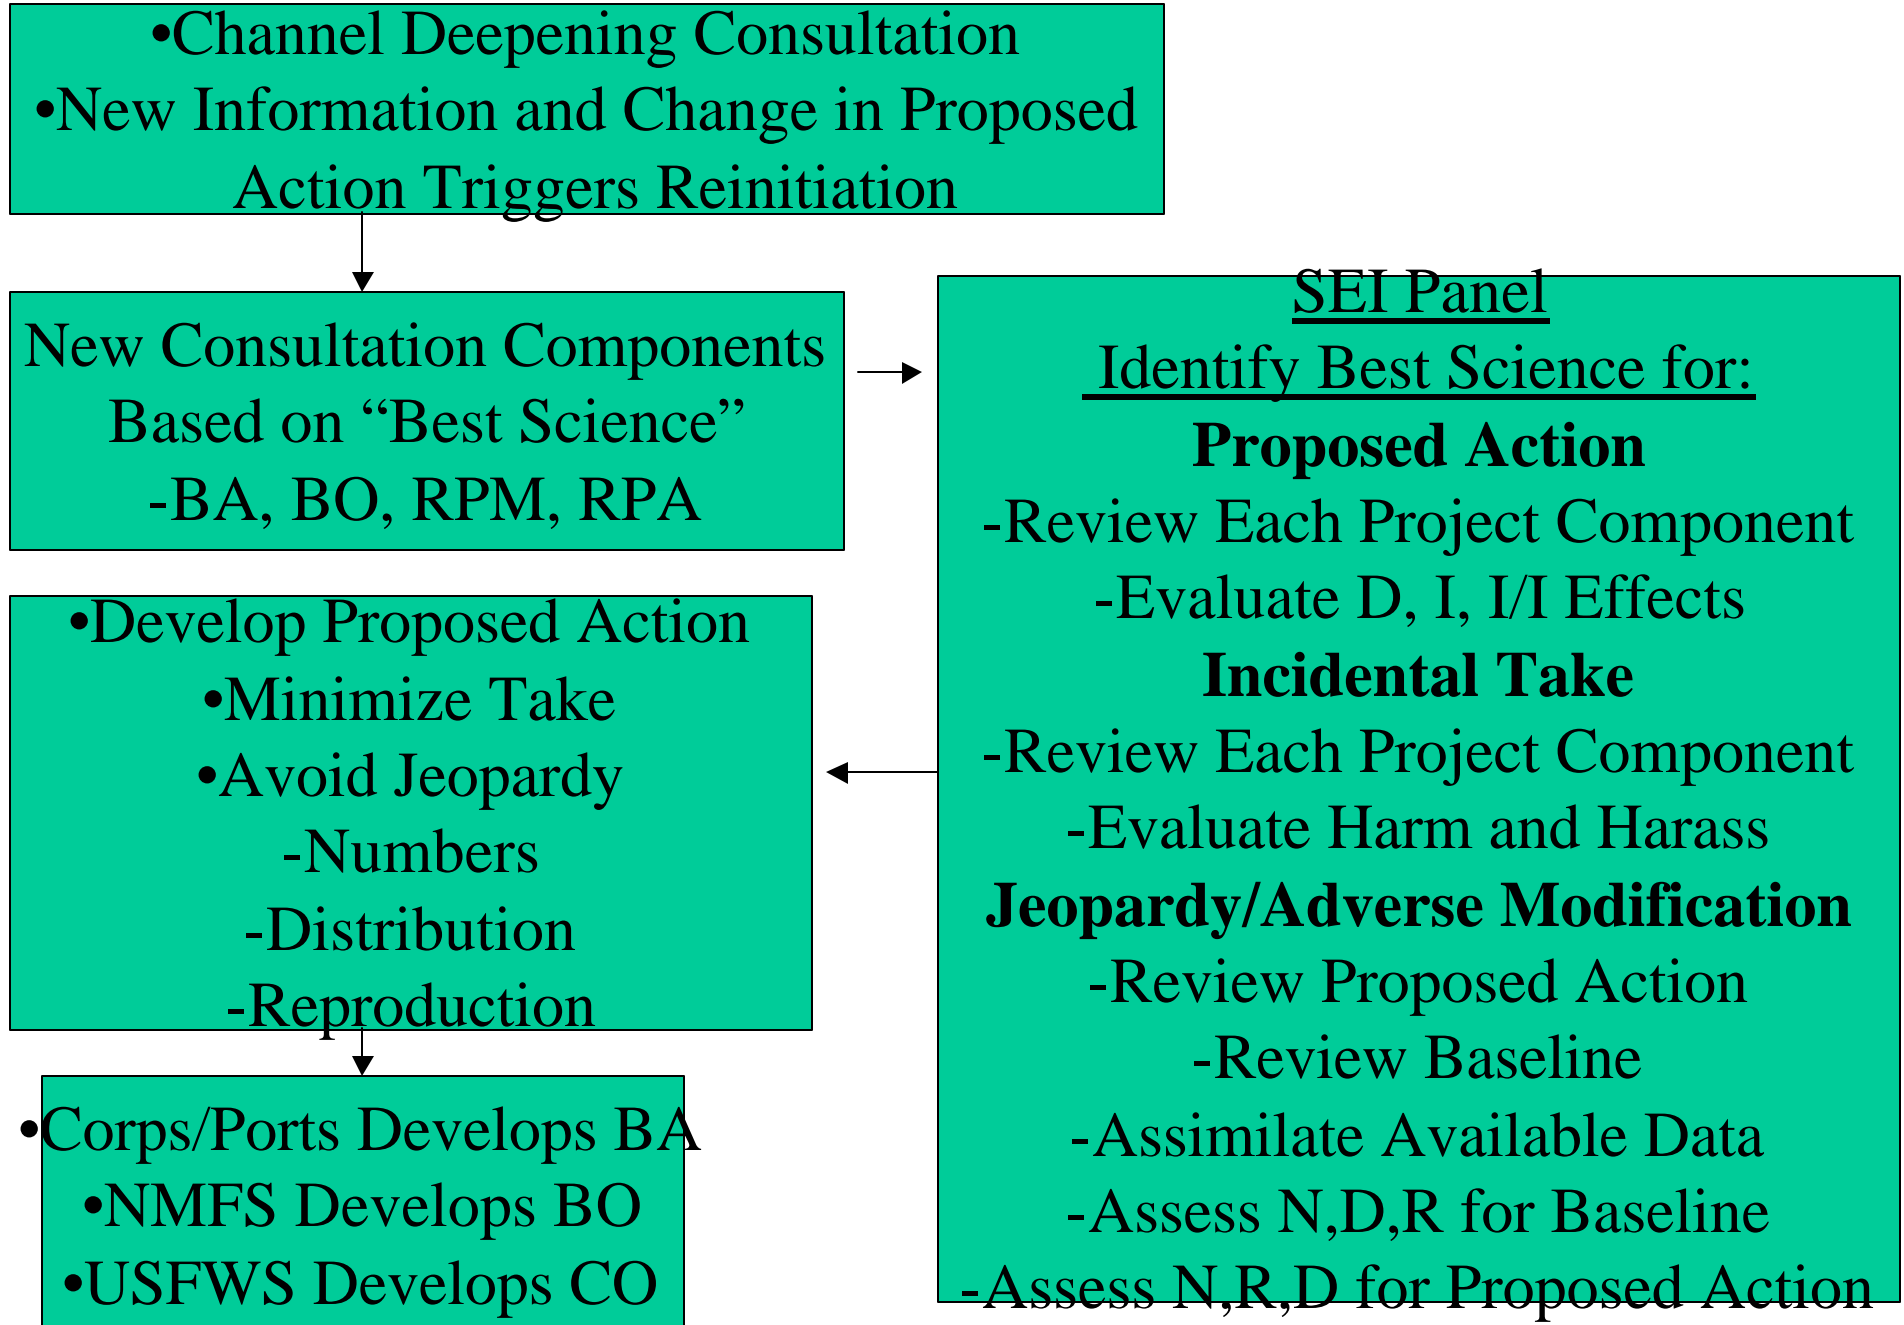 •Channel Deepening Consultation
•New Information and Change in Proposed
Action Triggers Reinitiation
New Consultation Components
Based on “Best Science”
-BA, BO, RPM, RPA
SEI Panel
Identify Best Science for:
Proposed Action
-Review Each Project Component
-Evaluate D, I, I/I Effects
Incidental Take
-Review Each Project Component
-Evaluate Harm and Harass
Jeopardy/Adverse Modification
-Review Proposed Action
-Review Baseline
-Assimilate Available Data
-Assess N,D,R for Baseline
-Assess N,R,D for Proposed Action
•Develop Proposed Action
•Minimize Take
•Avoid Jeopardy
-Numbers
-Distribution
-Reproduction
•Corps/Ports Develops BA
•NMFS Develops BO
•USFWS Develops CO